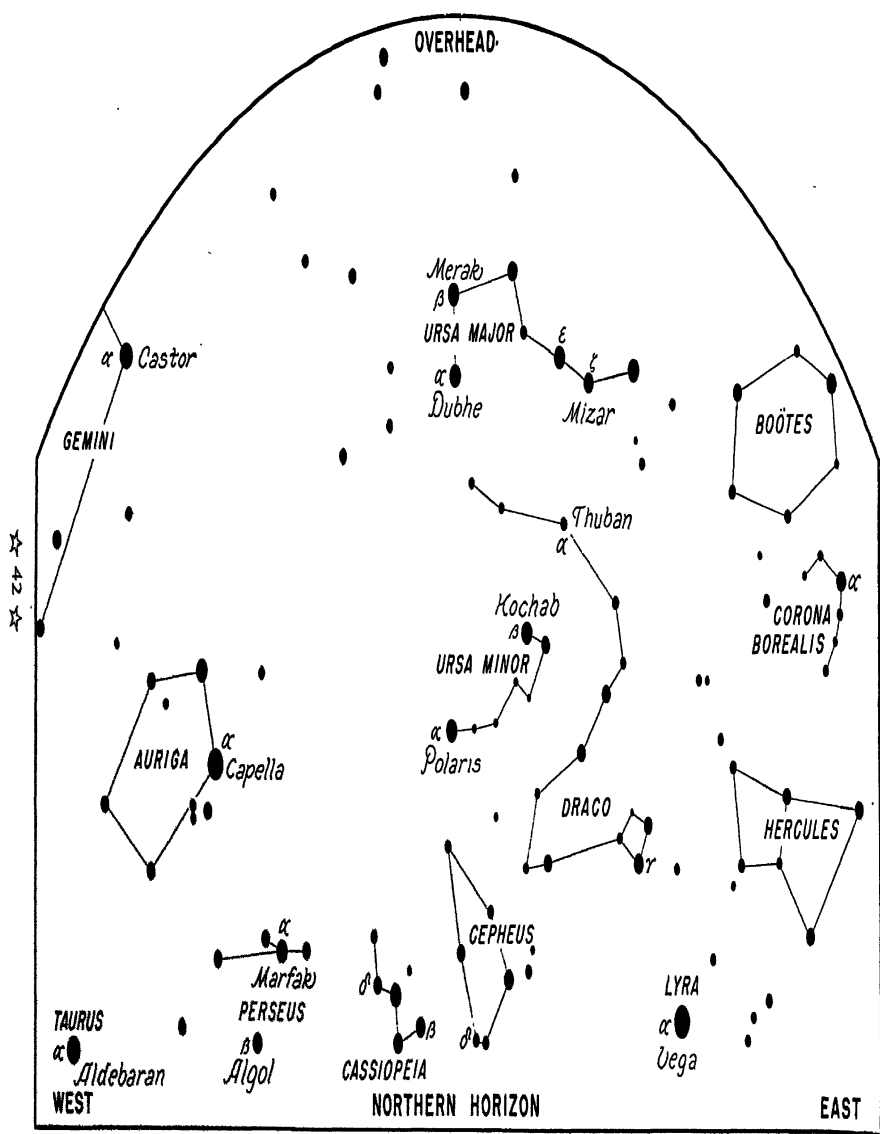 OVERHEAD
Merak
β
URSA MAJOR
ε
α Castor
ζ
α
Dubhe
Mizar
GEMINI
BOÖTES
Thuban
α
☆ 42 ☆
α
Kochab
β
CORONA
BOREALIS
URSA MINOR
α
AURIGA
α
Capella
Polaris
DRACO
HERCULES
γ
α
CEPHEUS
Marfak
δ
LYRA
TAURUS
PERSEUS
β
α
α
β
δ
Aldebaran
Algol
CASSIOPEIA
Vega
WEST
NORTHERN HORIZON
EAST